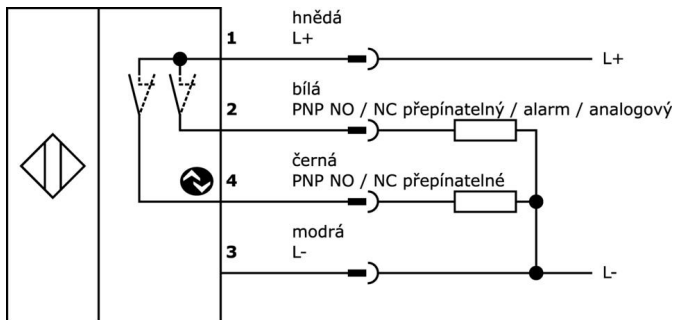 hnědá
1 L+ L+
bílá
2 PNP NO / NC přepínatelný / alarm / analogový
černá
4 PNP NO / NC přepínatelné
modrá
3 L- L-